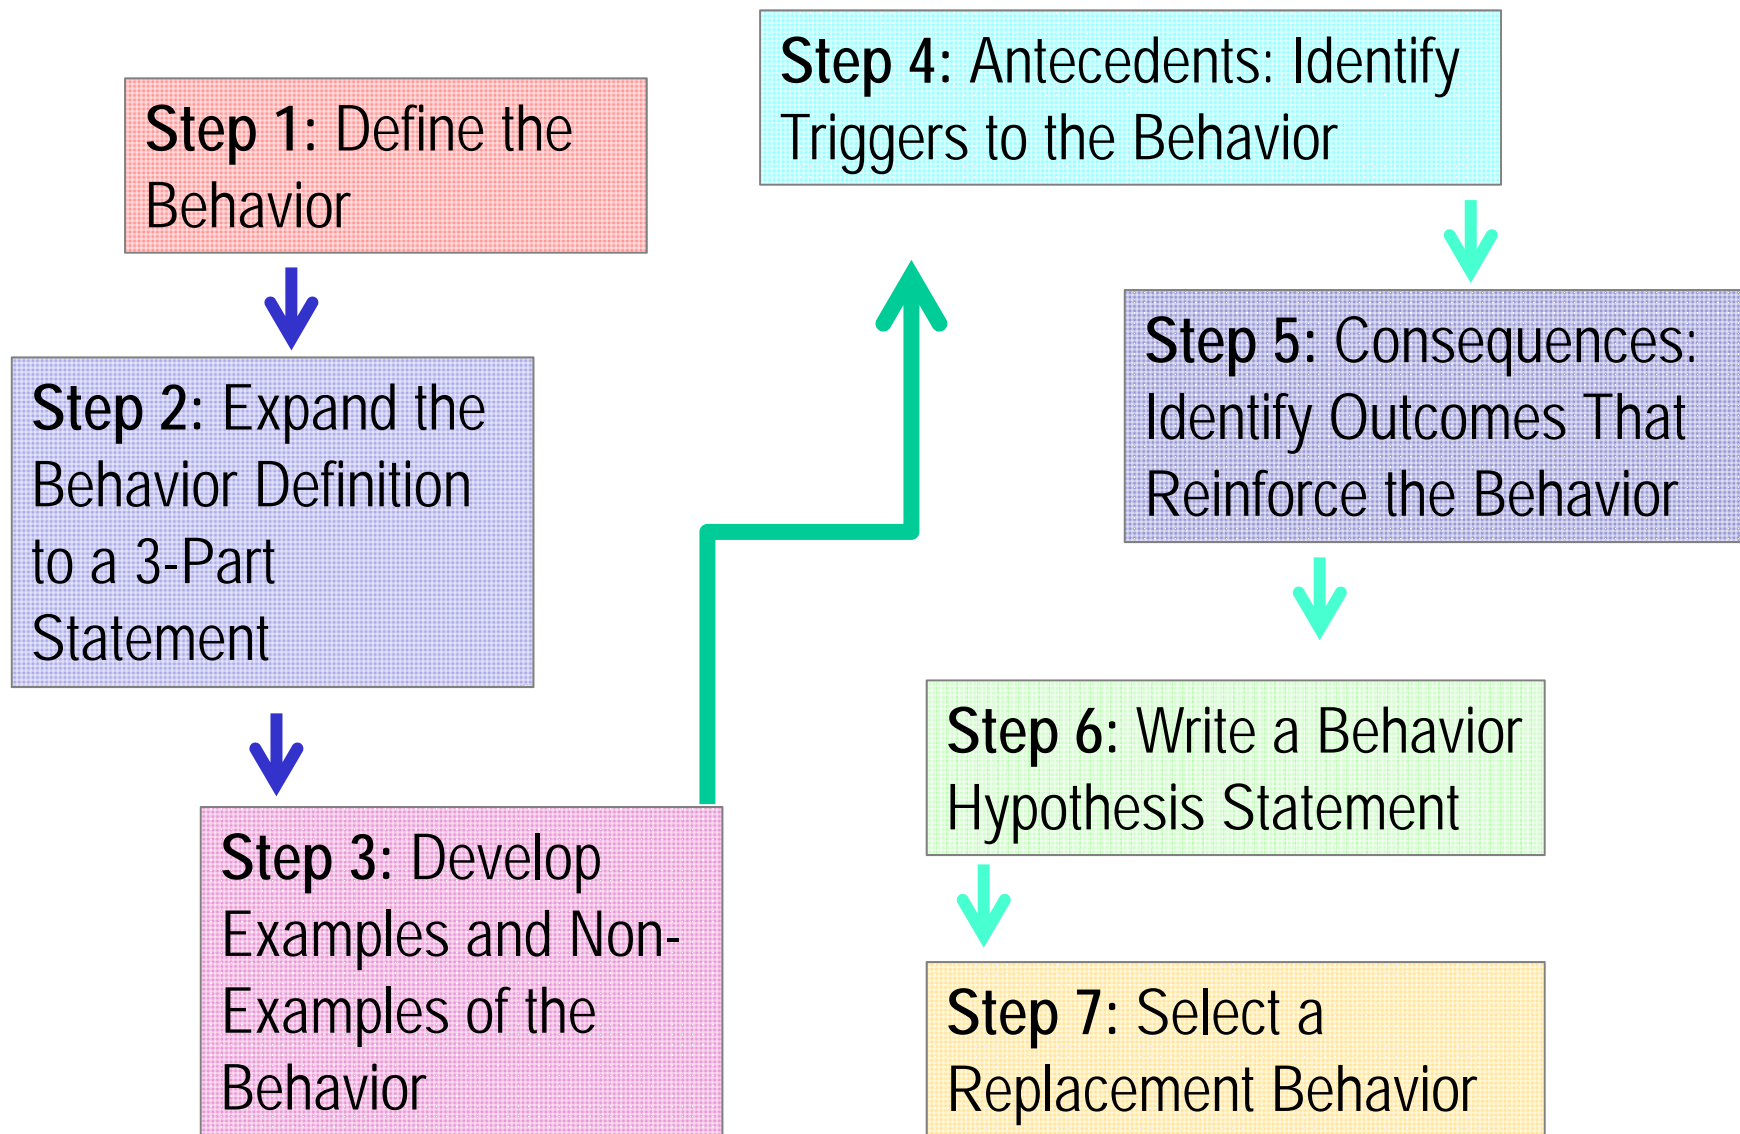 Step 1: Define the
Behavior
Step 2: Expand the
Behavior Definition
to a 3-Part
Statement
Step 3: Develop
Examples and Non-
Examples of the
Behavior
Step 4: Antecedents: Identify
Triggers to the Behavior
Step 5: Consequences:
Identify Outcomes That
Reinforce the Behavior
Step 6: Write a Behavior
Hypothesis Statement
Step 7: Select a
Replacement Behavior